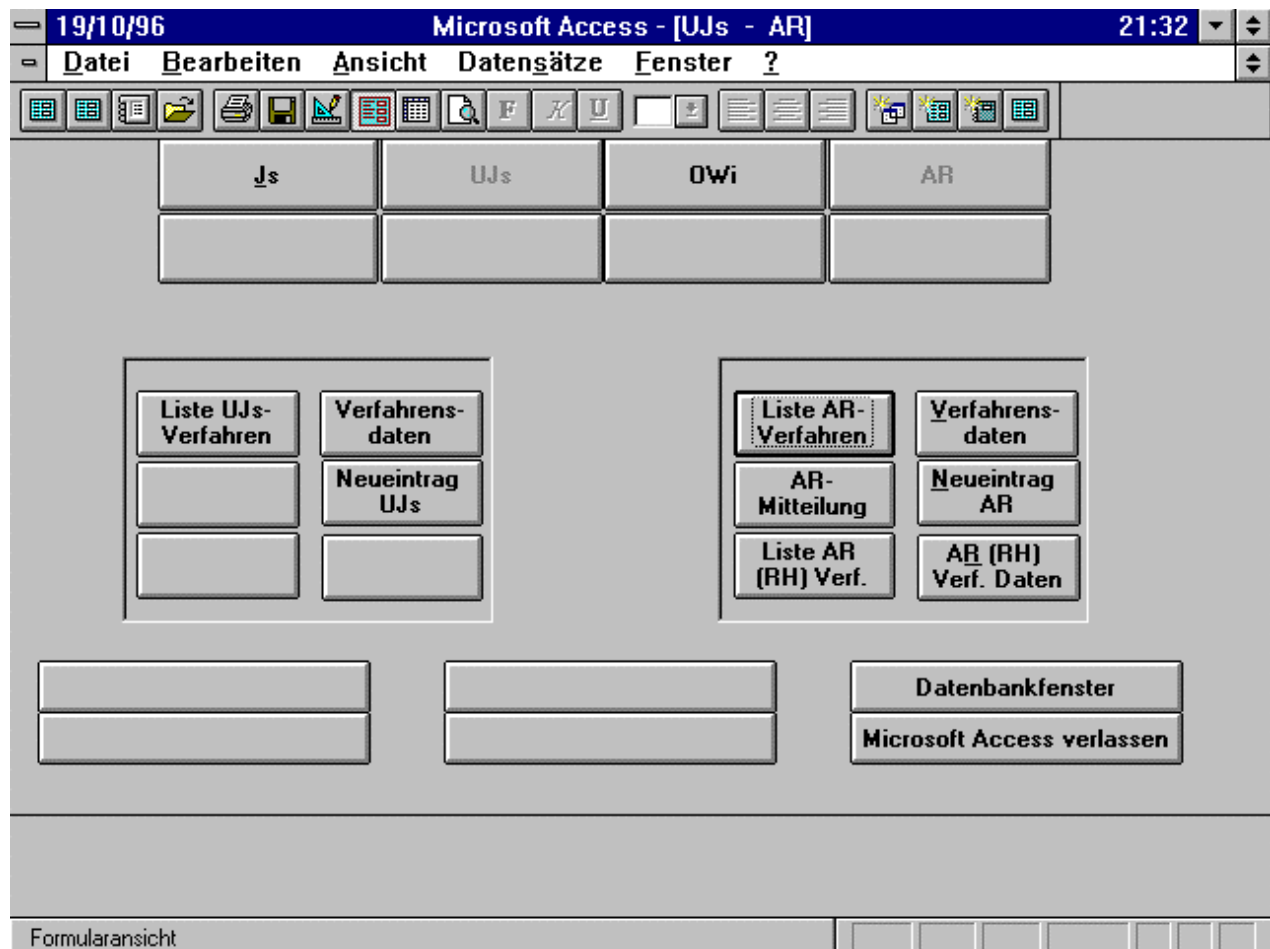 19/10/96 Microsoft Access - [UJs - AR] 21:32
Datei Bearbeiten Ansicht Datensätze Fenster ?
F K U
Js UJs OWi AR
Liste UJs-
Verfahren
Verfahrens-
daten
Neueintrag
UJs
Liste AR-
Verfahren
Verfahrens-
daten
AR-
Mitteilung
Neueintrag
AR
Liste AR
(RH) Verf.
AR (RH)
Verf. Daten
Datenbankfenster
Microsoft Access verlassen
Formularansicht